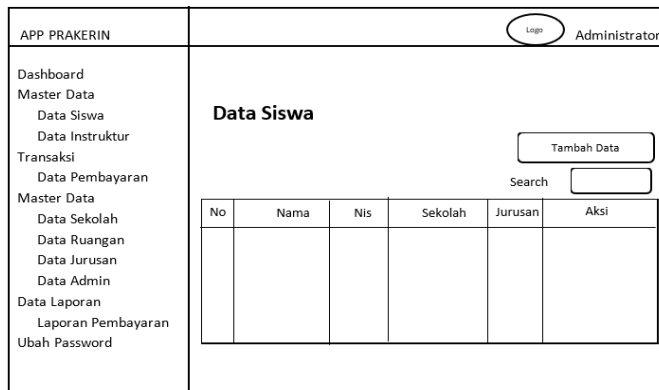 APP PRAKERIN
Logo
Administrator
Dashboard
Master Data
Data Siswa
Data Instruktur
Transaksi
Data Pembayaran
Master Data
Data Sekolah
Data Ruangan
Data Jurusan
Data Admin
Data Laporan
Laporan Pembayaran
Ubah Password
Data Siswa
Tambah Data
Search
No Nama Nis Sekolah Jurusan Aksi